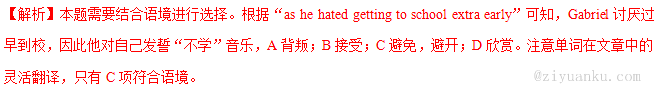 【解析】本题需要结合语境进行选择。根据“as he hated getting to school extra early”可知，Gabriel 讨厌过
早到校，因此他对自己发誓“不学”音乐，A 背叛；B 接受；C 避免，避开；D 欣赏。注意单词在文章中的
灵活翻译，只有 C 项符合语境。
@ziyuanku.com